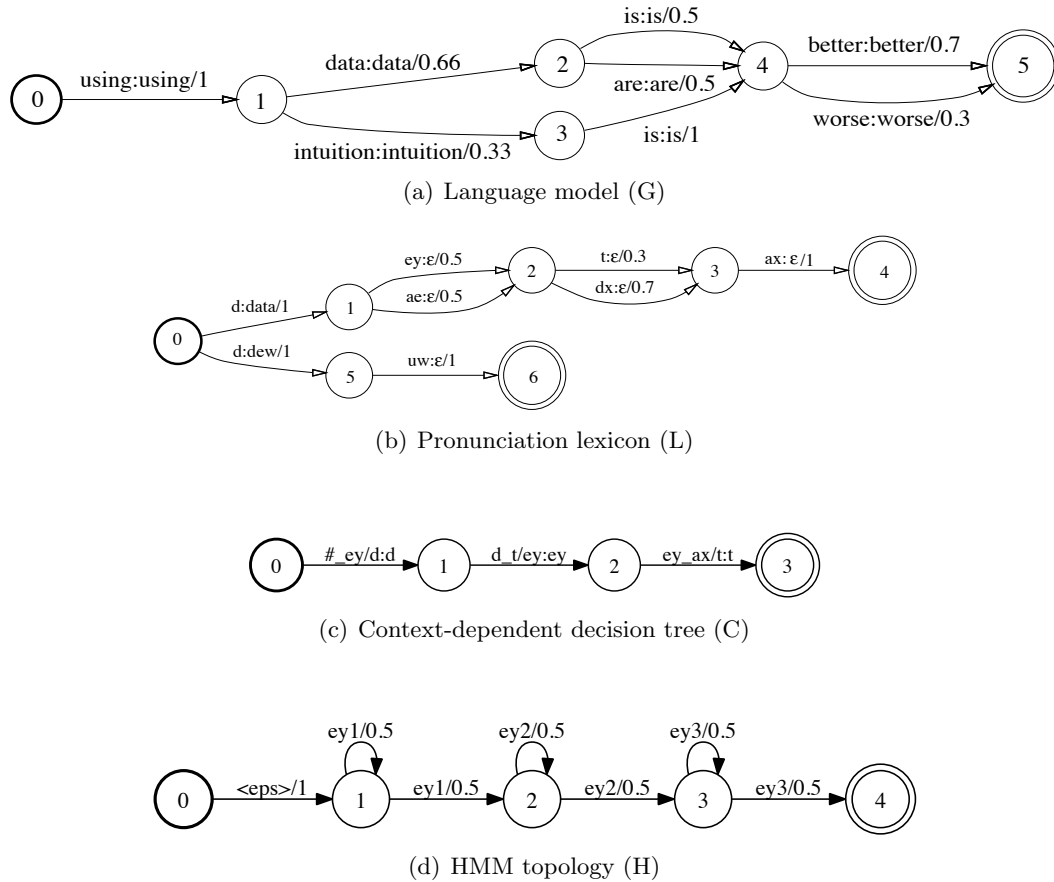 is:is/0.5
using:using/1
data:data/0.66
better:better/0.7
0
1
2
4
5
are:are/0.5
3
intuition:intuition/0.33
is:is/1
worse:worse/0.3
(a) Language model (G)
ey:ε/0.5
t:ε/0.3
ax: ε/1
d:data/1
1
ae:ε/0.5
2
dx:ε/0.7
3
4
0
d:dew/1
5
uw:ε/1
6
(b) Pronunciation lexicon (L)
0
#_ey/d:d
1
d_t/ey:ey
2
ey_ax/t:t
3
(c) Context-dependent decision tree (C)
ey1/0.5
ey2/0.5
ey3/0.5
0
<eps>/1
1
ey1/0.5
2
ey2/0.5
3
ey3/0.5
4
(d) HMM topology (H)